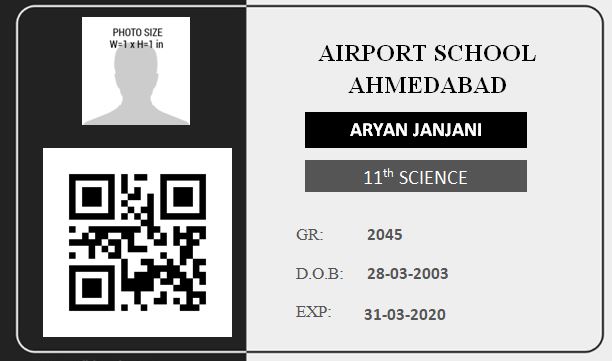 PHOTO SIZE
W=1 x H=1 in
AIRPORT SCHOOL
AHMEDABAD
ARYAN JANJANI
11th SCIENCE
GR: 2045
D.O.B: 28-03-2003
EXP: 31-03-2020